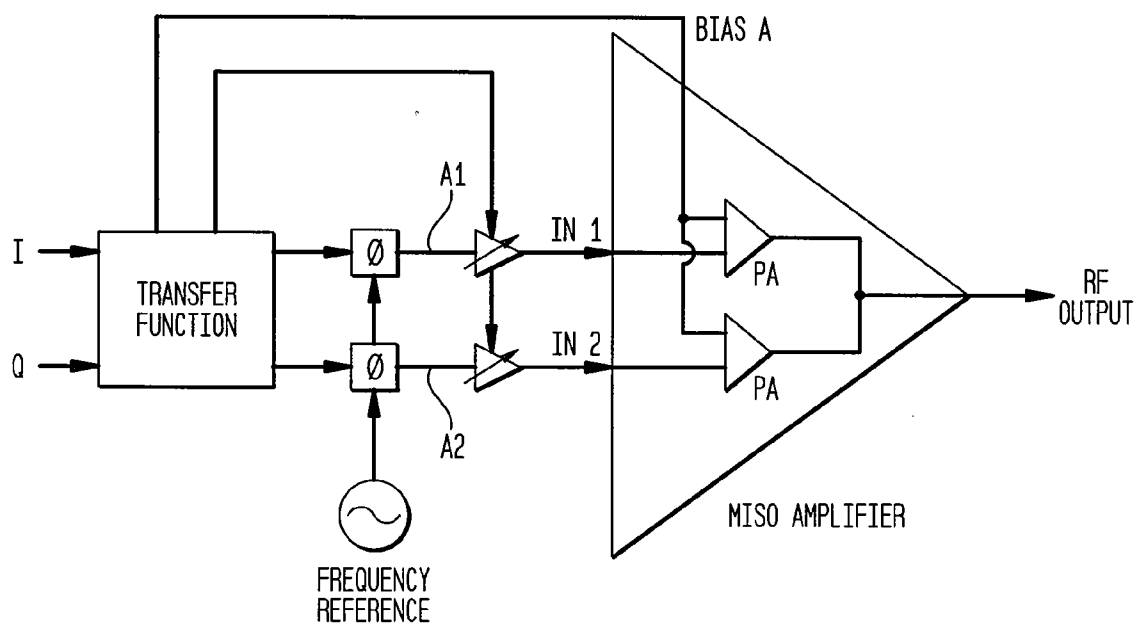 BIAS A
A1
I
IN 1
Ø
TRANSFER
FUNCTION
PA
RF
OUTPUT
Q
IN 2
Ø
PA
A2
MISO AMPLIFIER
FREQUENCY
REFERENCE